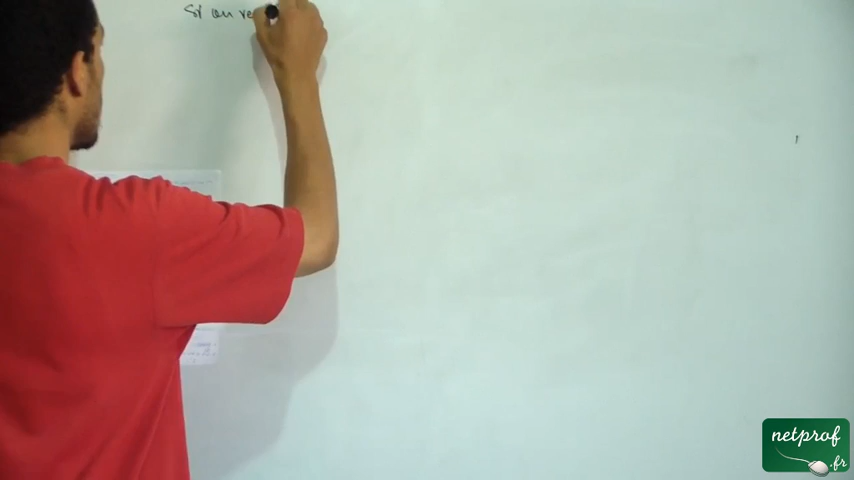 Si on ve
netprof
.fr